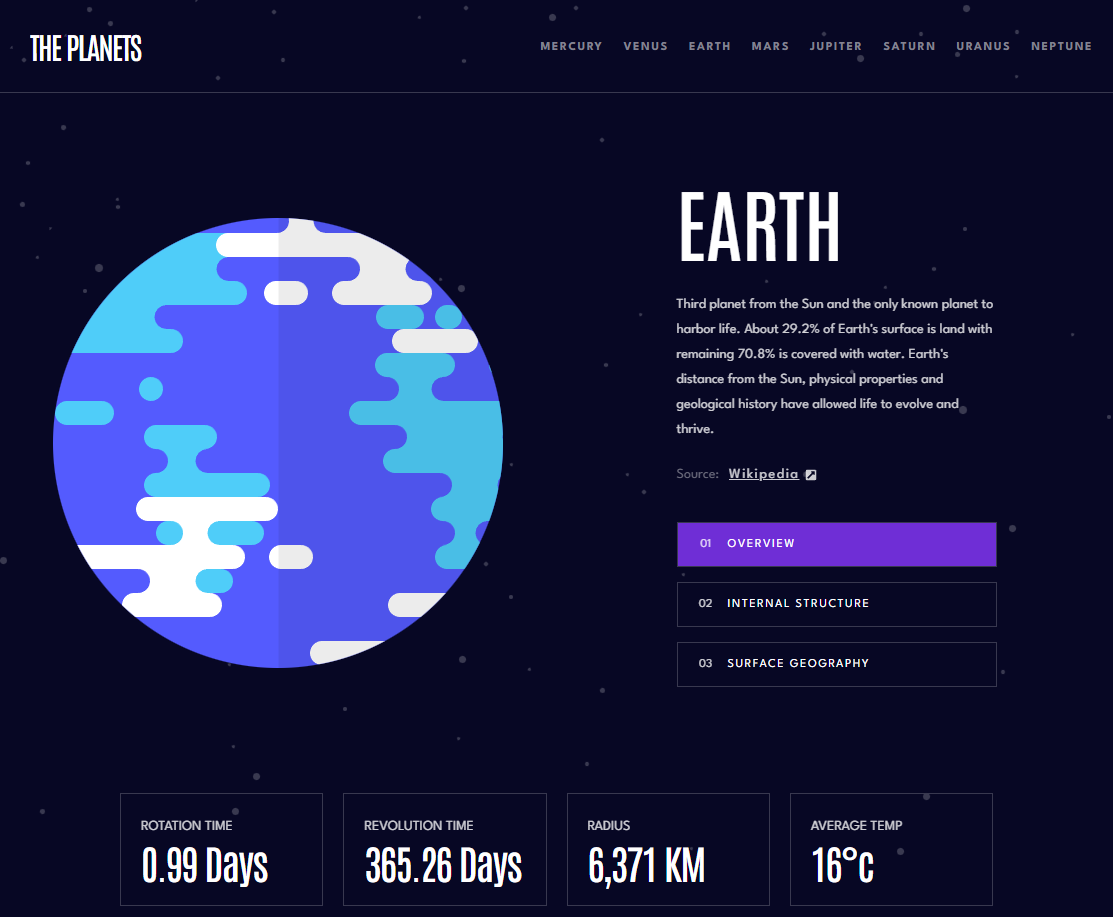 THE PLANETS
MERCURY VENUS EARTH MARS JUPITER SATURN URANUS NEPTUNE
EARTH
Third planet from the Sun and the only known planet to
harbor life. About 29.2% of Earth's surface is land with
remaining 70.8% is covered with water. Earth's
distance from the Sun, physical properties and
geological history have allowed life to evolve and
thrive.
Source: Wikipedia
01 OVERVIEW
02 INTERNAL STRUCTURE
03 SURFACE GEOGRAPHY
ROTATION TIME
0.99 Days
REVOLUTION TIME
365.26 Days
RADIUS
6,371 KM
AVERAGE TEMP
16°c